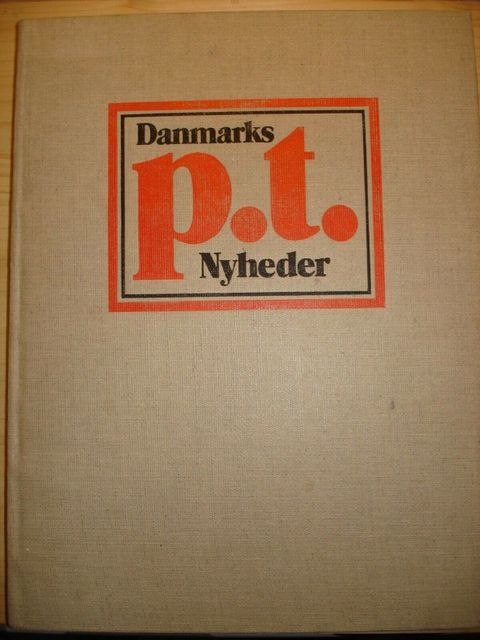 Danmarks
p.t.
Nyheder